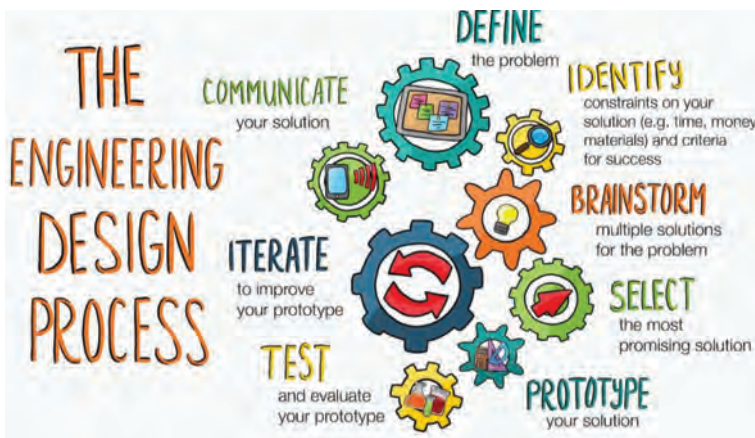 THE
ENGINEERING
DESIGN
PROCESS
DEFINE
the problem
IDENTIFY
constraints on your
solution (e.g. time, money
materials) and criteria
for success
BRAINSTORM
multiple solutions
for the problem
SELECT
the most
promising solution
PROTOTYPE
your solution
TEST
and evaluate
your prototype
ITERATE
to improve
your prototype
COMMUNICATE
your solution